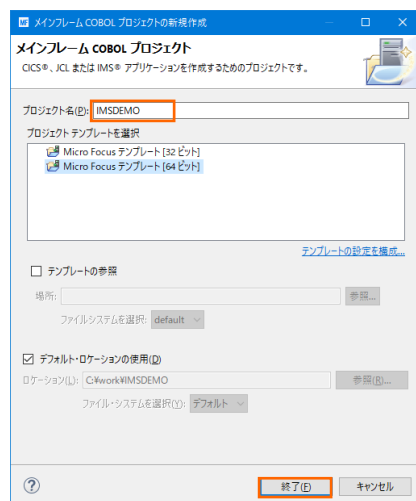 MF メインフレーム COBOL プロジェクトの新規作成
メインフレーム COBOL プロジェクト
CICS®、JCL または IMS® アプリケーションを作成するためのプロジェクトです。
プロジェクト名(P): IMSDEMO
プロジェクト テンプレートを選択
Micro Focus テンプレート [32 ビット]
Micro Focus テンプレート [64 ビット]
テンプレートの設定を構成...
テンプレートの参照
場所: 参照...
ファイルシステムを選択: default
デフォルト・ロケーションの使用(D)
ロケーション(L): C:¥work¥IMSDEMO 参照(R)...
ファイル・システムを選択(Y): デフォルト
? 終了(F) キャンセル